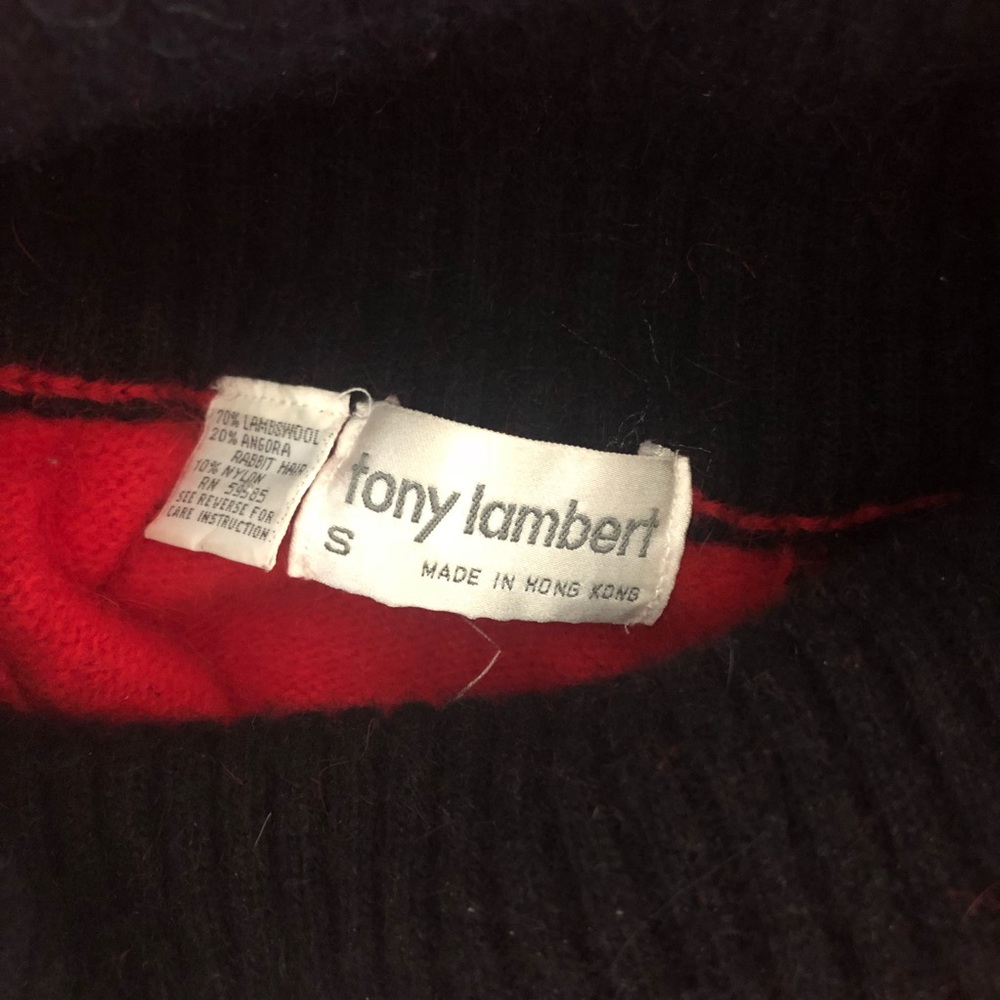 70% LAMBSWOOL
20% ANGORA
RABBIT HAIR
10% NYLON
RN 59585
SEE REVERSE FOR
CARE INSTRUCTION
tony lambert
S
MADE IN HONG KONG